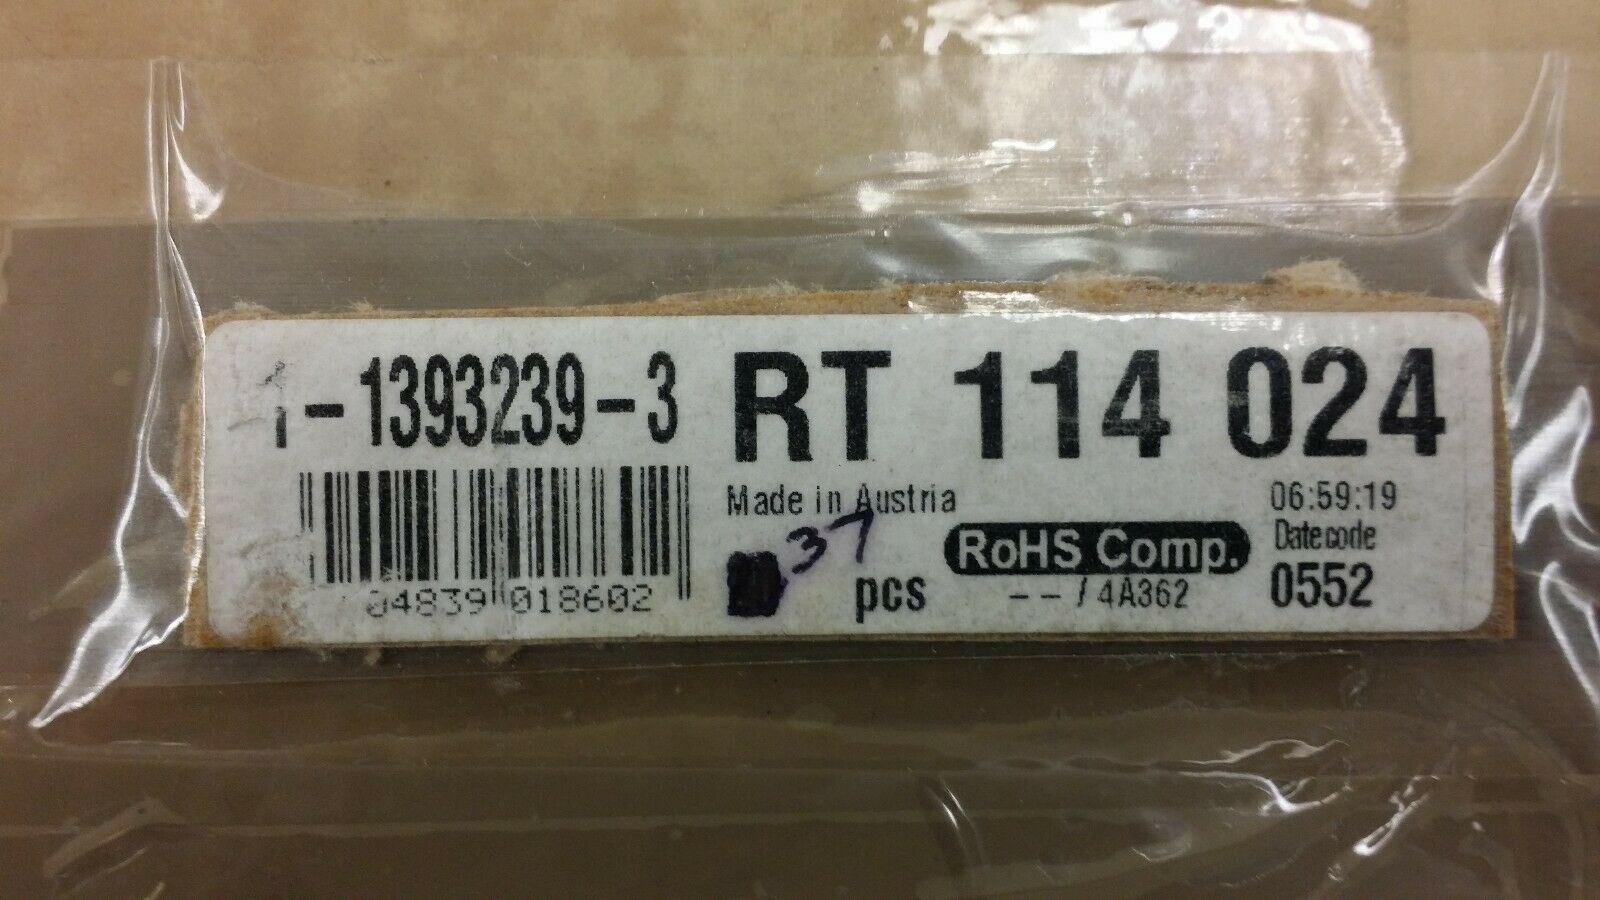 1-1393239-3
RT 114 024
04839 018602
Made in Austria
37
pcs
RoHS Comp.
--/4A362
06:59:19
Datecode
0552